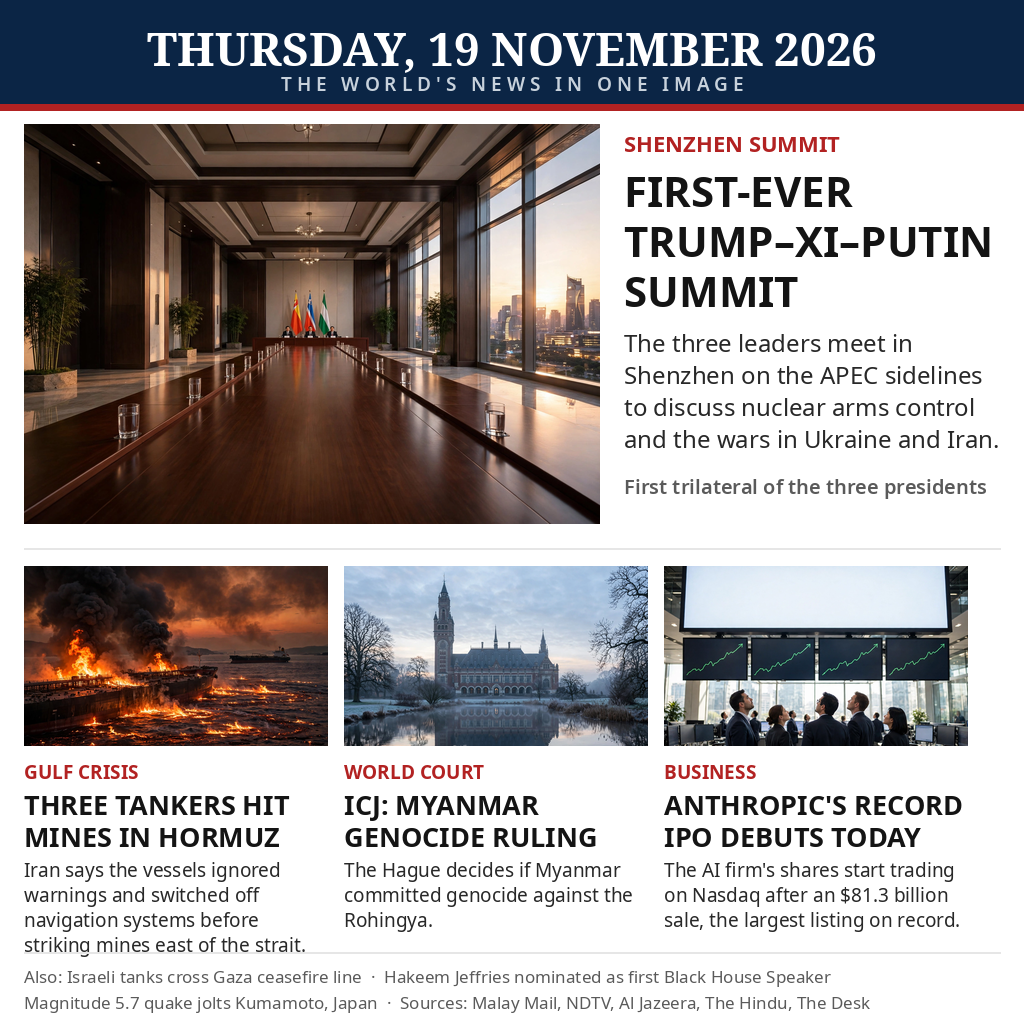 THURSDAY, 19 NOVEMBER 2026
THE WORLD'S NEWS IN ONE IMAGE
SHENZHEN SUMMIT
FIRST-EVER
TRUMP–XI–PUTIN
SUMMIT
The three leaders meet in
Shenzhen on the APEC sidelines
to discuss nuclear arms control
and the wars in Ukraine and Iran.
First trilateral of the three presidents
GULF CRISIS
THREE TANKERS HIT
MINES IN HORMUZ
Iran says the vessels ignored
warnings and switched off
navigation systems before
striking mines east of the strait.
WORLD COURT
ICJ: MYANMAR
GENOCIDE RULING
The Hague decides if Myanmar
committed genocide against the
Rohingya.
BUSINESS
ANTHROPIC'S RECORD
IPO DEBUTS TODAY
The AI firm's shares start trading
on Nasdaq after an $81.3 billion
sale, the largest listing on record.
Also: Israeli tanks cross Gaza ceasefire line · Hakeem Jeffries nominated as first Black House Speaker
Magnitude 5.7 quake jolts Kumamoto, Japan · Sources: Malay Mail, NDTV, Al Jazeera, The Hindu, The Desk